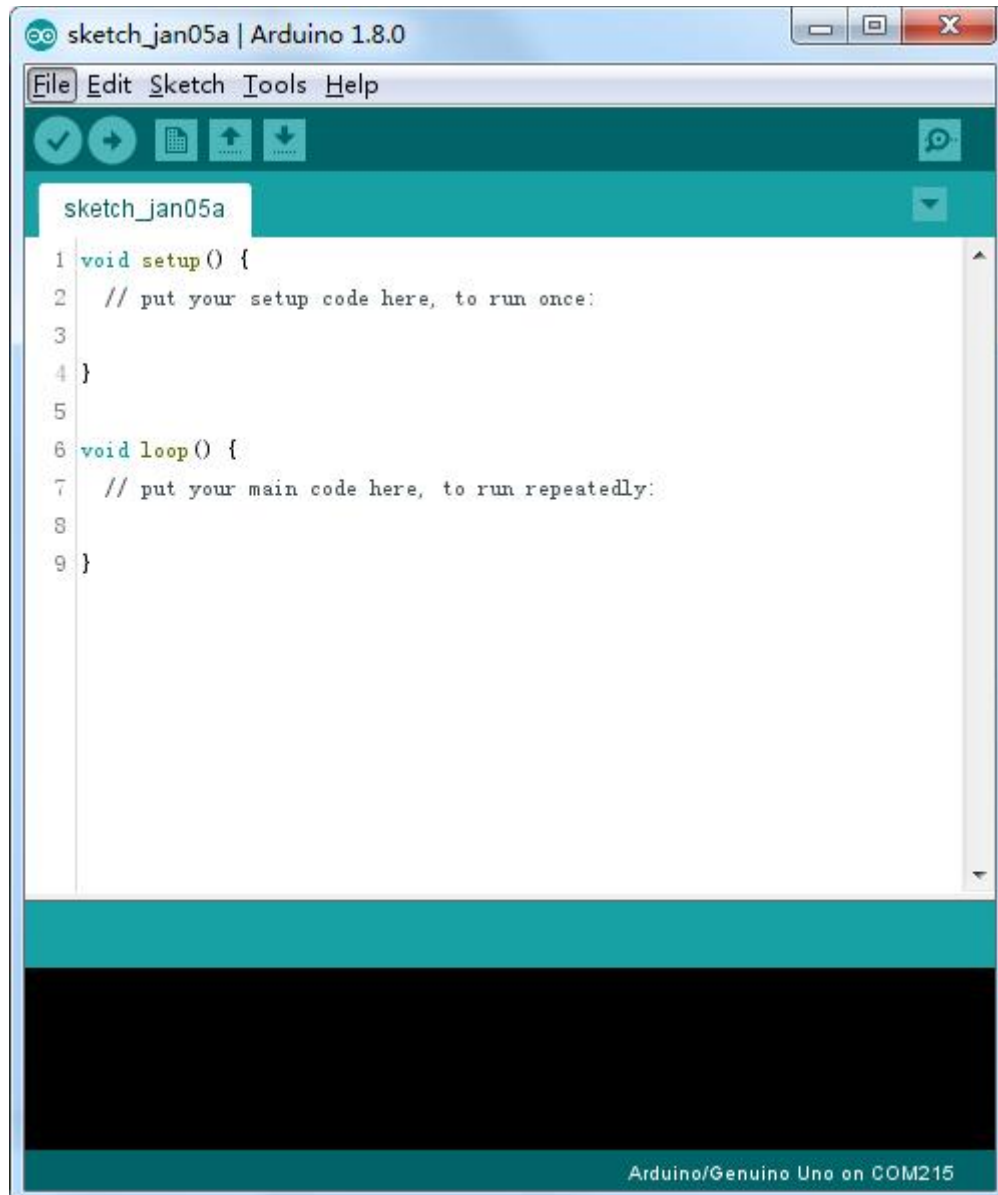 sketch_jan05a | Arduino 1.8.0
File Edit Sketch Tools Help
sketch_jan05a
1 void setup() {
2 // put your setup code here, to run once:
3
4 }
5
6 void loop() {
7 // put your main code here, to run repeatedly:
8
9 }
Arduino/Genuino Uno on COM215